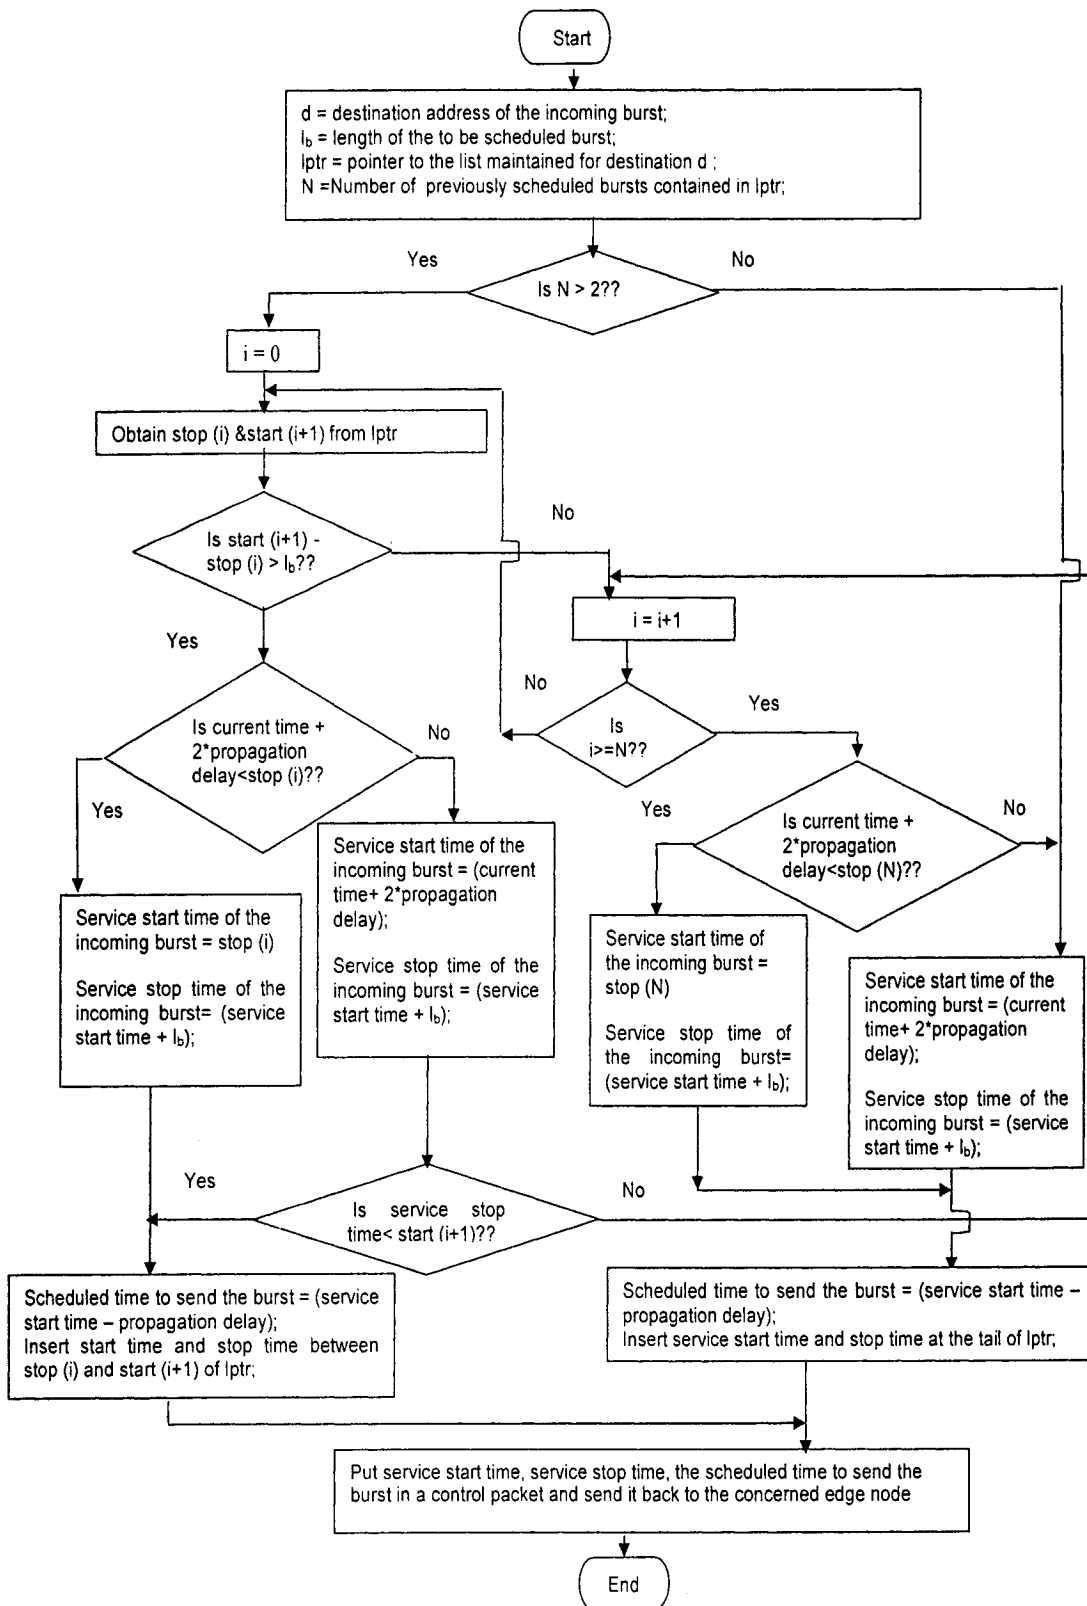 Start
d = destination address of the incoming burst;
lb = length of the to be scheduled burst;
lptr = pointer to the list maintained for destination d ;
N =Number of previously scheduled bursts contained in lptr;
Yes
No
Is N > 2??
i = 0
Obtain stop (i) &start (i+1) from lptr
No
Is start (i+1) -
stop (i) > lb??
i = i+1
Yes
No
Yes
Is
i>=N??
Is current time +
2*propagation
delay<stop (i)??
No
Yes
Yes
No
Is current time +
2*propagation
delay<stop (N)??
Service start time of the
incoming burst = (current
time+ 2*propagation
delay);
Service stop time of the
incoming burst = (service
start time + lb);
Service start time of the
incoming burst = stop (i)
Service stop time of the
incoming burst= (service
start time + lb);
Service start time of
the incoming burst =
stop (N)
Service stop time of
the incoming burst=
(service start time + lb);
Service start time of the
incoming burst = (current
time+ 2*propagation
delay);
Service stop time of the
incoming burst = (service
start time + lb);
Yes
No
Is service stop
time< start (i+1)??
Scheduled time to send the burst = (service
start time – propagation delay);
Insert start time and stop time between
stop (i) and start (i+1) of lptr;
Scheduled time to send the burst = (service start time –
propagation delay);
Insert service start time and stop time at the tail of lptr;
Put service start time, service stop time, the scheduled time to send the
burst in a control packet and send it back to the concerned edge node
End